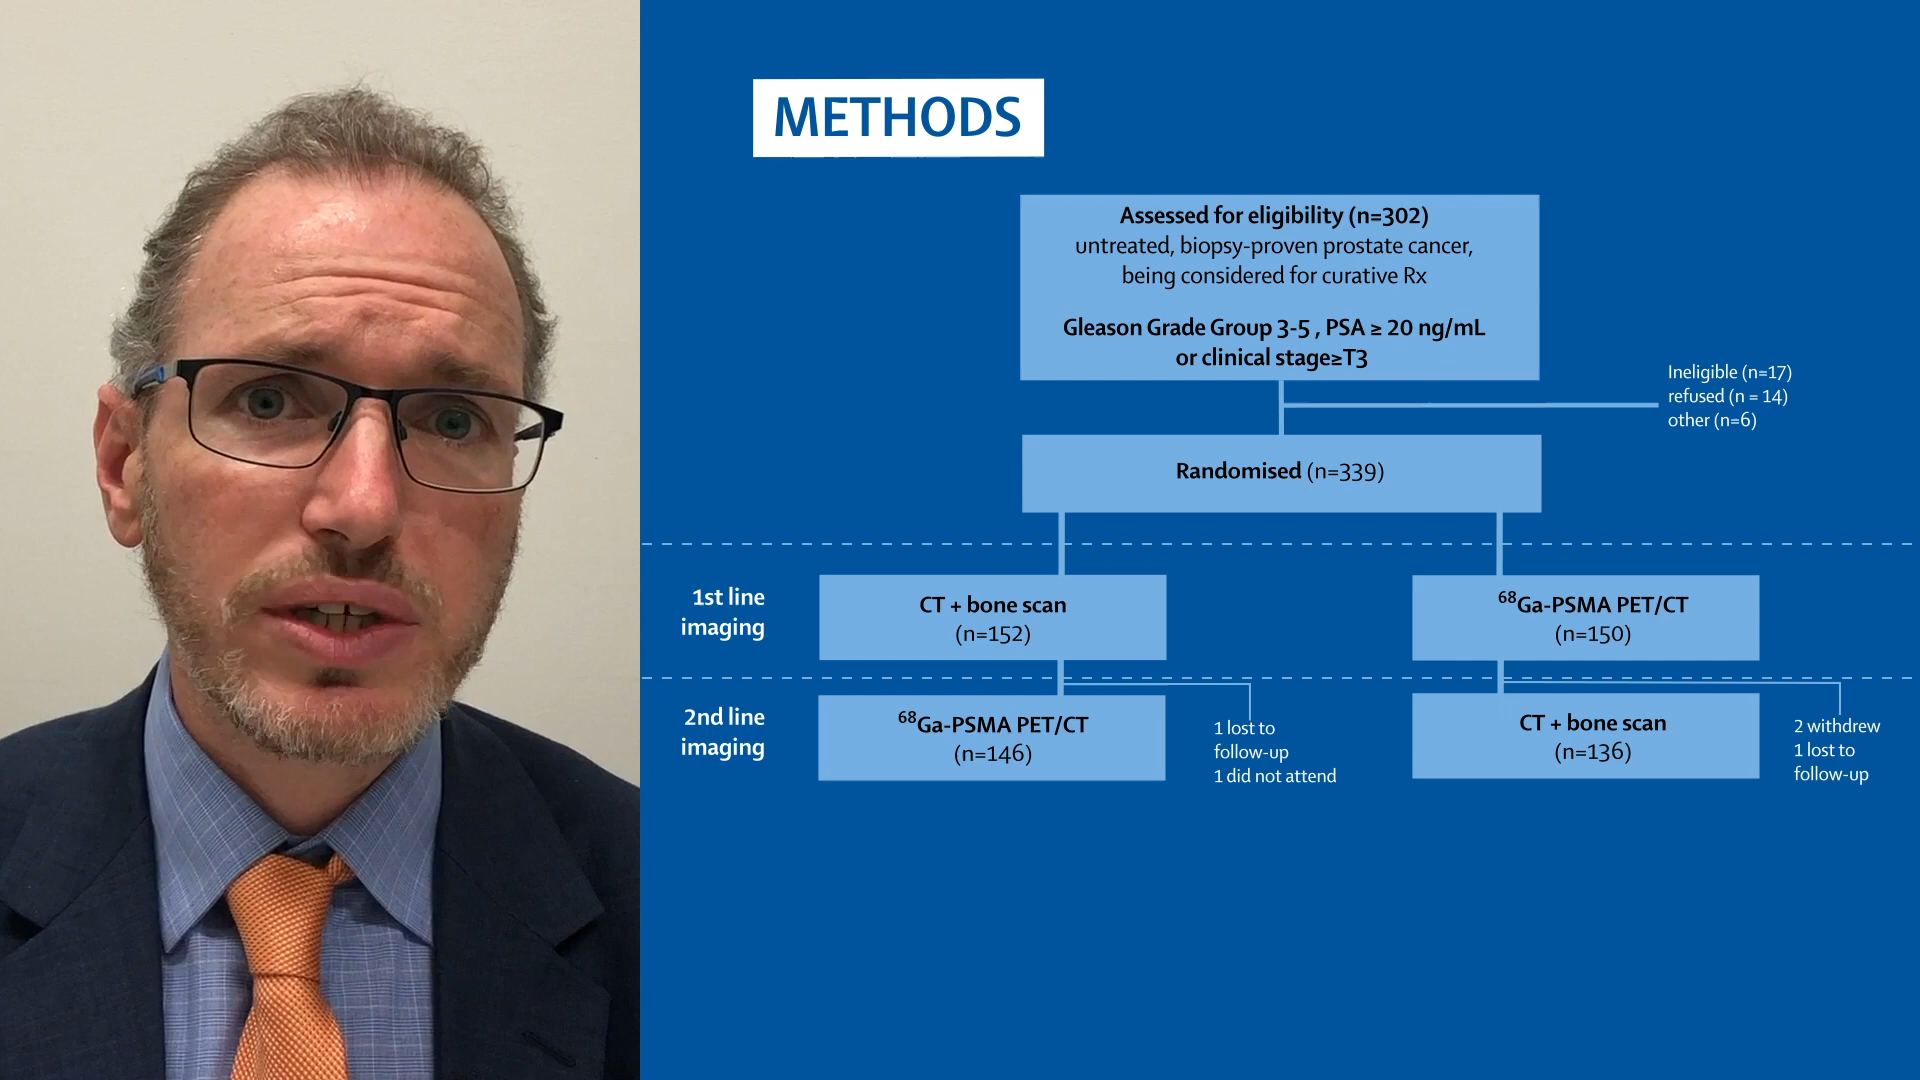 METHODS
Assessed for eligibility (n=302)
untreated, biopsy-proven prostate cancer,
being considered for curative Rx
Gleason Grade Group 3-5 , PSA ≥ 20 ng/mL
or clinical stage≥T3
Ineligible (n=17)
refused (n = 14)
other (n=6)
Randomised (n=339)
1st line
imaging
CT + bone scan
(n=152)
⁶⁸Ga-PSMA PET/CT
(n=150)
2nd line
imaging
⁶⁸Ga-PSMA PET/CT
(n=146)
1 lost to
follow-up
1 did not attend
CT + bone scan
(n=136)
2 withdrew
1 lost to
follow-up